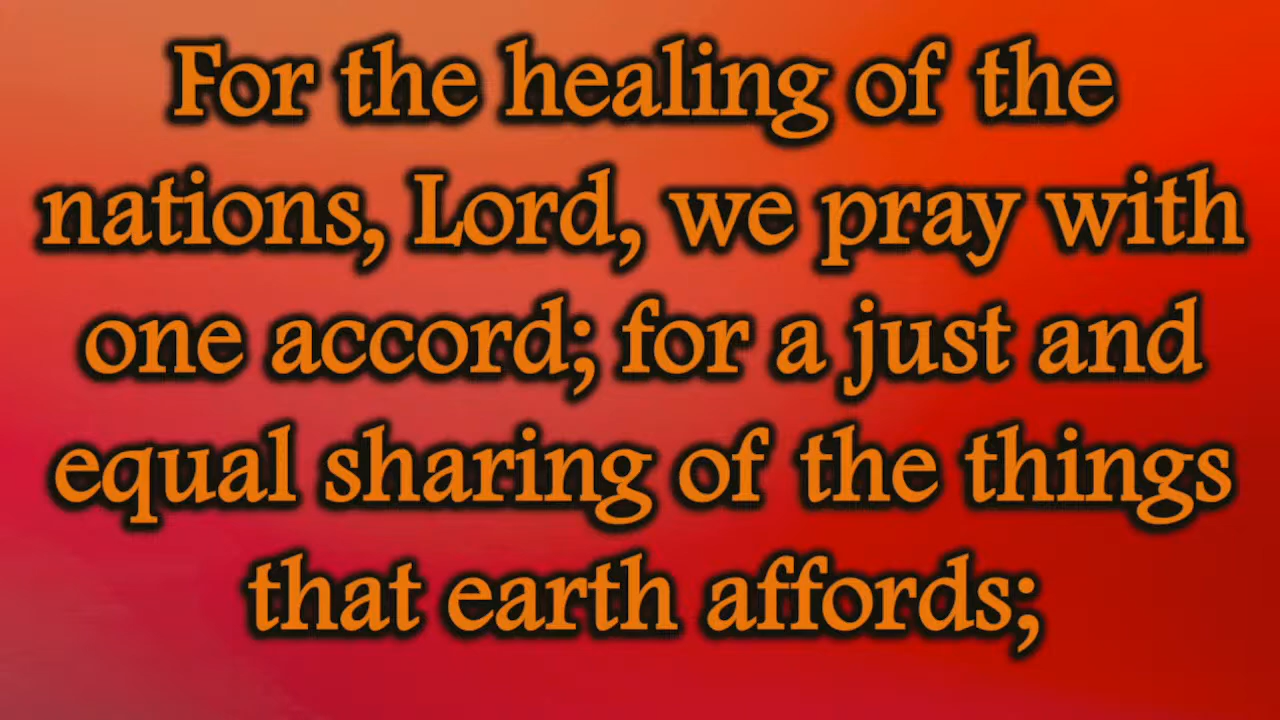 For the healing of the
nations, Lord, we pray with
one accord; for a just and
equal sharing of the things
that earth affords;